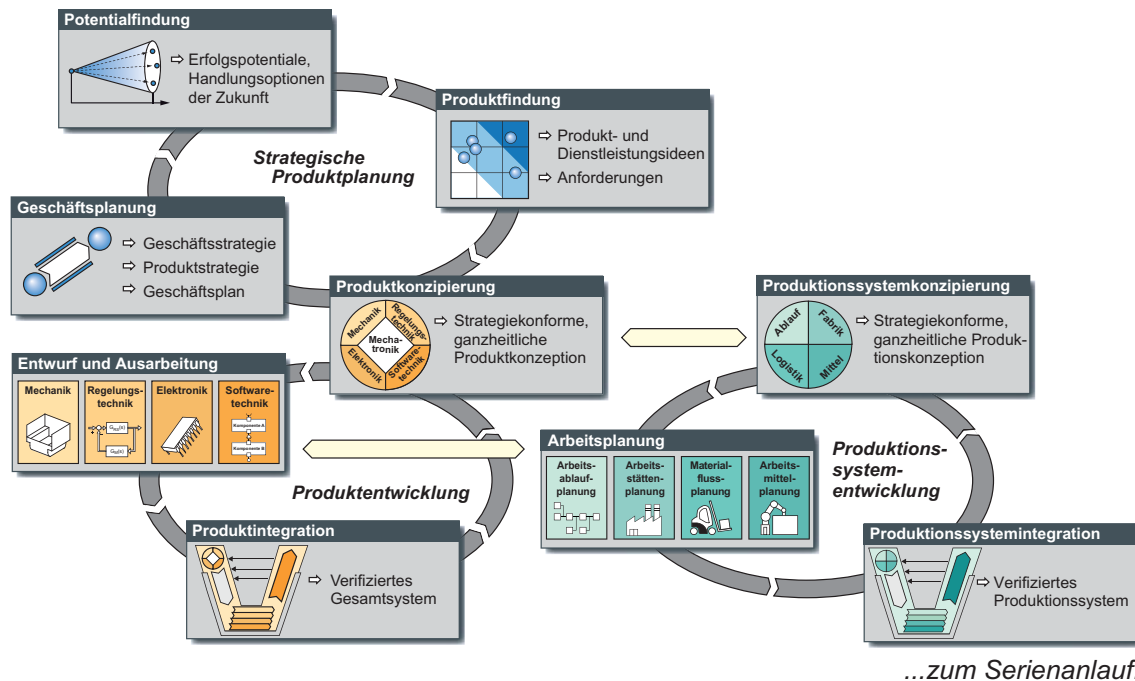 Potentialfindung
Erfolgspotentiale,
Handlungsoptionen
der Zukunft
Produktfindung
Produkt- und
Dienstleistungsideen
Anforderungen
Strategische
Produktplanung
Geschäftsplanung
Geschäftsstrategie
Produktstrategie
Geschäftsplan
Produktkonzipierung
Mechanik
Regelungs-
technik
Mecha-
tronik
Elektronik
Software-
technik
Strategiekonforme,
ganzheitliche
Produktkonzeption
Produktionssystemkonzipierung
Ablauf
Fabrik
Logistik
Mittel
Strategiekonforme,
ganzheitliche Produk-
tionskonzeption
Entwurf und Ausarbeitung
Mechanik
Regelungs-
technik
Elektronik
Software-
technik
Komponente A
Komponente B
Produktentwicklung
Arbeitsplanung
Arbeits-
ablauf-
planung
Arbeits-
stätten-
planung
Material-
fluss-
planung
Arbeits-
mittel-
planung
Produktions-
system-
entwicklung
Produktintegration
Verifiziertes
Gesamtsystem
Produktionssystemintegration
Verifiziertes
Produktionssystem
...zum Serienanlauf.